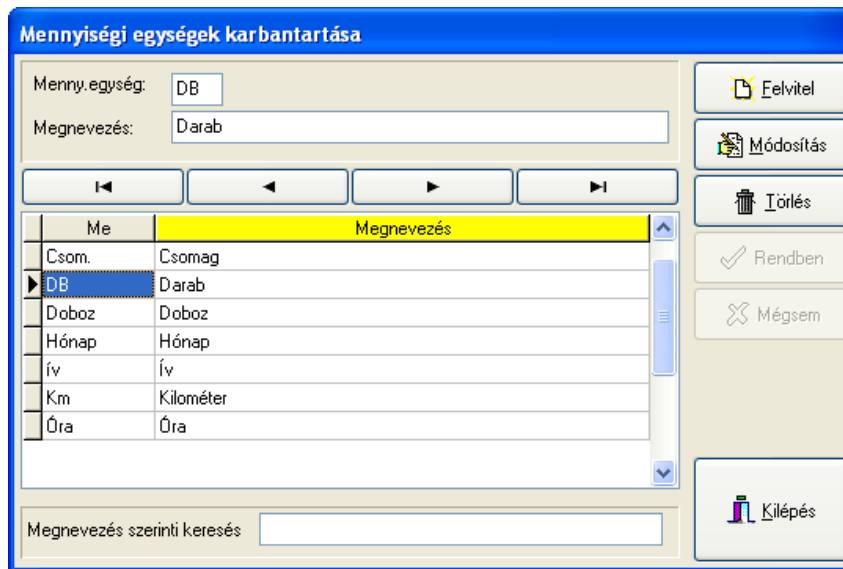 Mennyiségi egységek karbantartása
Menny.egység: DB
Megnevezés: Darab
Felvitel
Módosítás
Törlés
Rendben
Mégsem
Me Megnevezés
Csom. Csomag
DB Darab
Doboz Doboz
Hónap Hónap
ív Ív
Km Kilométer
Óra Óra
Megnevezés szerinti keresés
Kilépés